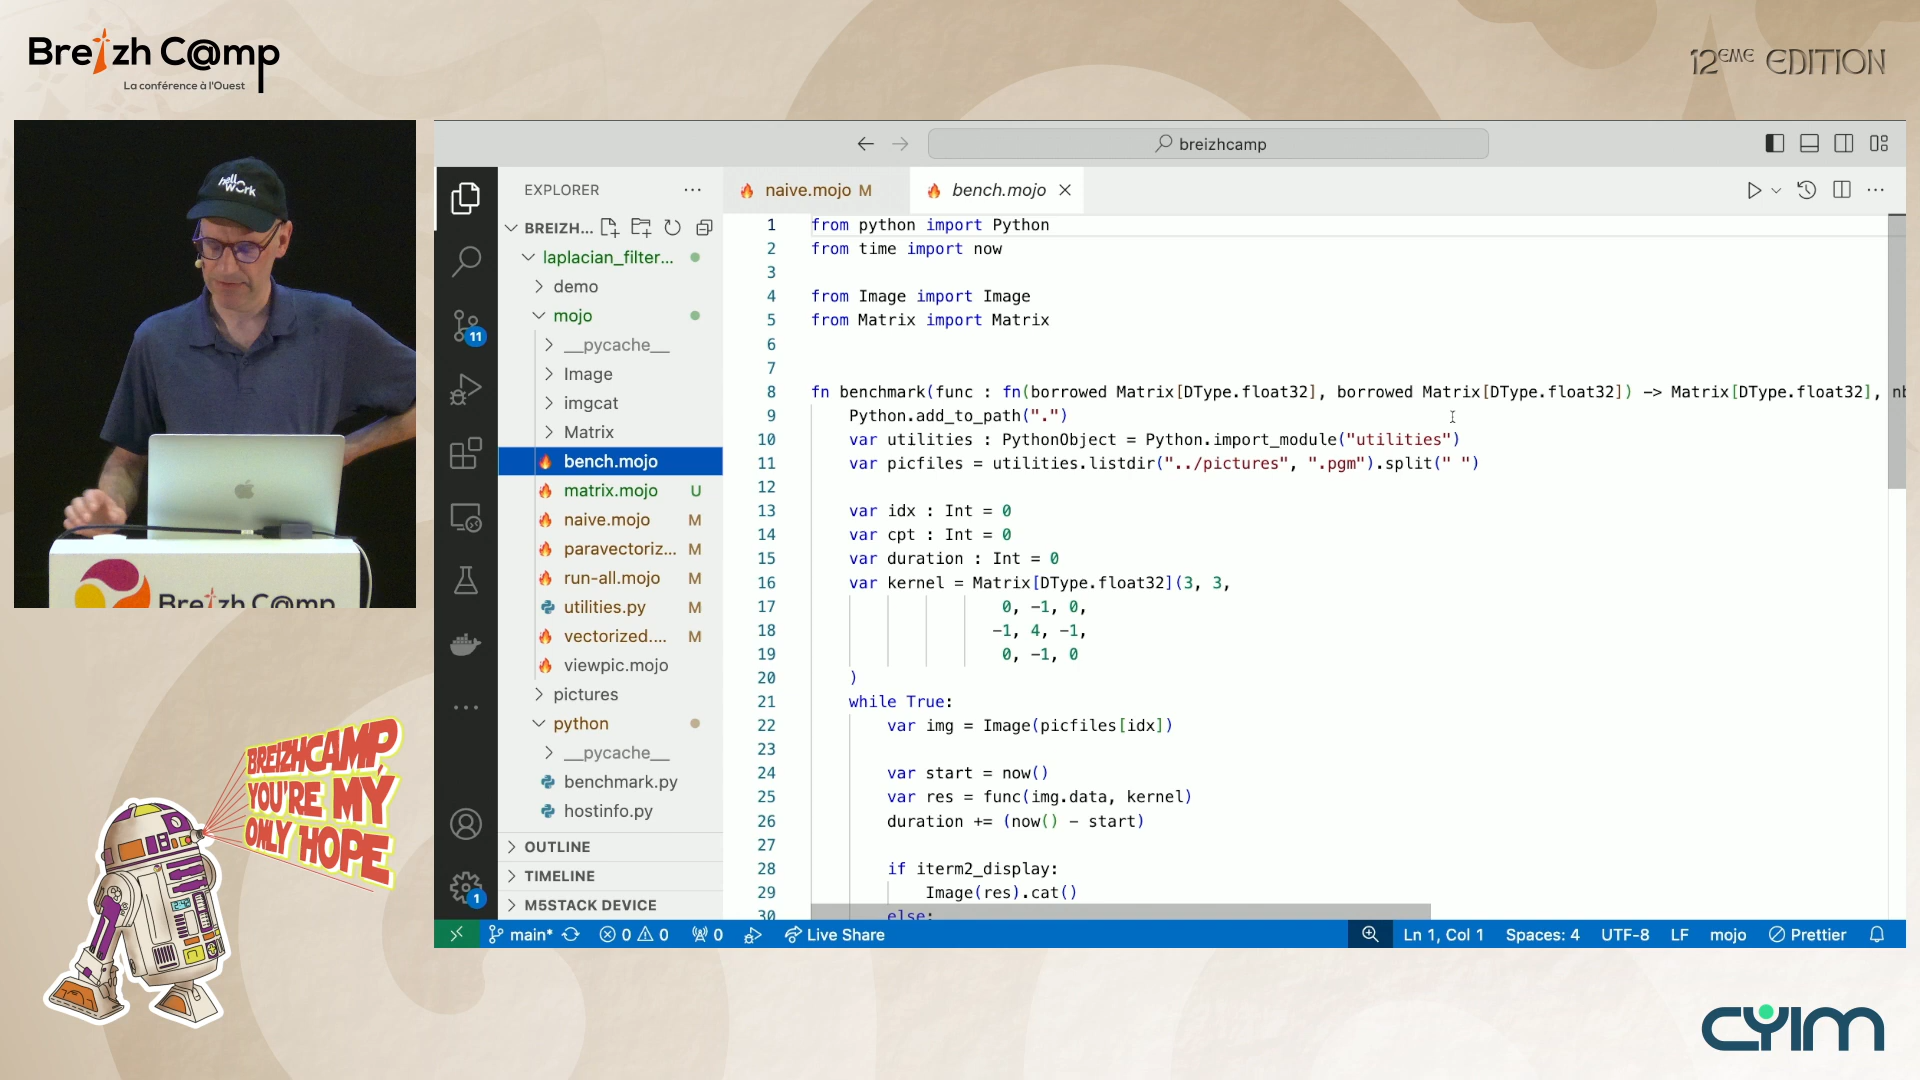 Breizh C@mp
La conférence à l'Ouest
12EME EDITION
hell
wOrk
Breizh C@mp
BREIZHCAMP,
YOU'RE MY
ONLY HOPE
breizhcamp
EXPLORER
BREIZH...
laplacian_filter...
demo
mojo
__pycache__
Image
imgcat
Matrix
bench.mojo
matrix.mojo U
naive.mojo M
paravectoriz... M
run-all.mojo M
utilities.py M
vectorized.... M
viewpic.mojo
pictures
python
__pycache__
benchmark.py
hostinfo.py
OUTLINE
TIMELINE
M5STACK DEVICE
11
1
naive.mojo M
bench.mojo
1 from python import Python
2 from time import now
3
4 from Image import Image
5 from Matrix import Matrix
6
7
8 fn benchmark(func : fn(borrowed Matrix[DType.float32], borrowed Matrix[DType.float32]) -> Matrix[DType.float32], nb
9 Python.add_to_path(".")
10 var utilities : PythonObject = Python.import_module("utilities")
11 var picfiles = utilities.listdir("../pictures", ".pgm").split(" ")
12
13 var idx : Int = 0
14 var cpt : Int = 0
15 var duration : Int = 0
16 var kernel = Matrix[DType.float32](3, 3,
17 0, -1, 0,
18 -1, 4, -1,
19 0, -1, 0
20 )
21 while True:
22 var img = Image(picfiles[idx])
23
24 var start = now()
25 var res = func(img.data, kernel)
26 duration += (now() - start)
27
28 if iterm2_display:
29 Image(res).cat()
30 else:
main* 0 0 0 Live Share
Ln 1, Col 1 Spaces: 4 UTF-8 LF mojo Prettier
CYIM